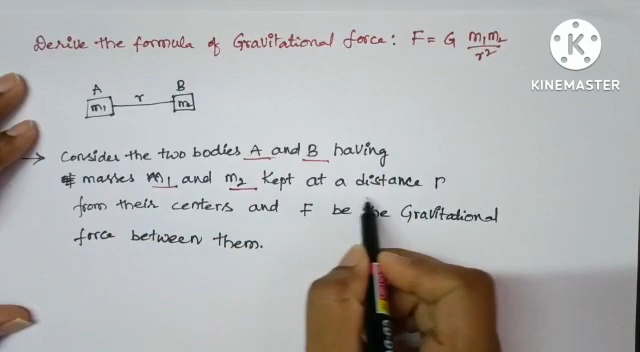 Derive the formula of Gravitational force: F = G m₁m₂/r²
K
KINEMASTER
A B
m₁ r m₂
→ Consider the two bodies A and B having
masses m₁ and m₂ kept at a distance r
from their centers and F be the Gravitational
force between them.